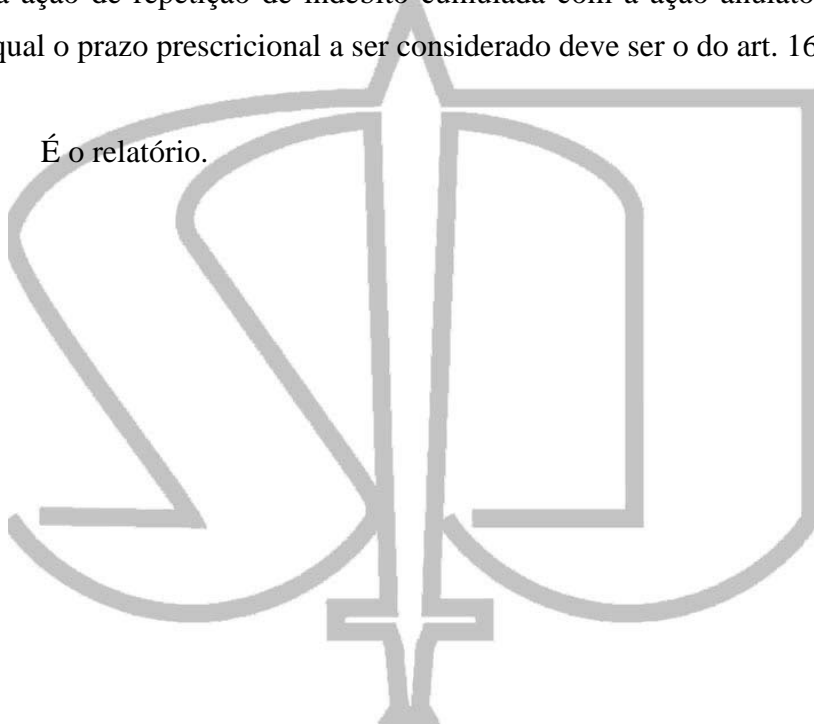 a ação de repetição de indébito cumulada com a ação anulató
qual o prazo prescricional a ser considerado deve ser o do art. 16
É o relatório.